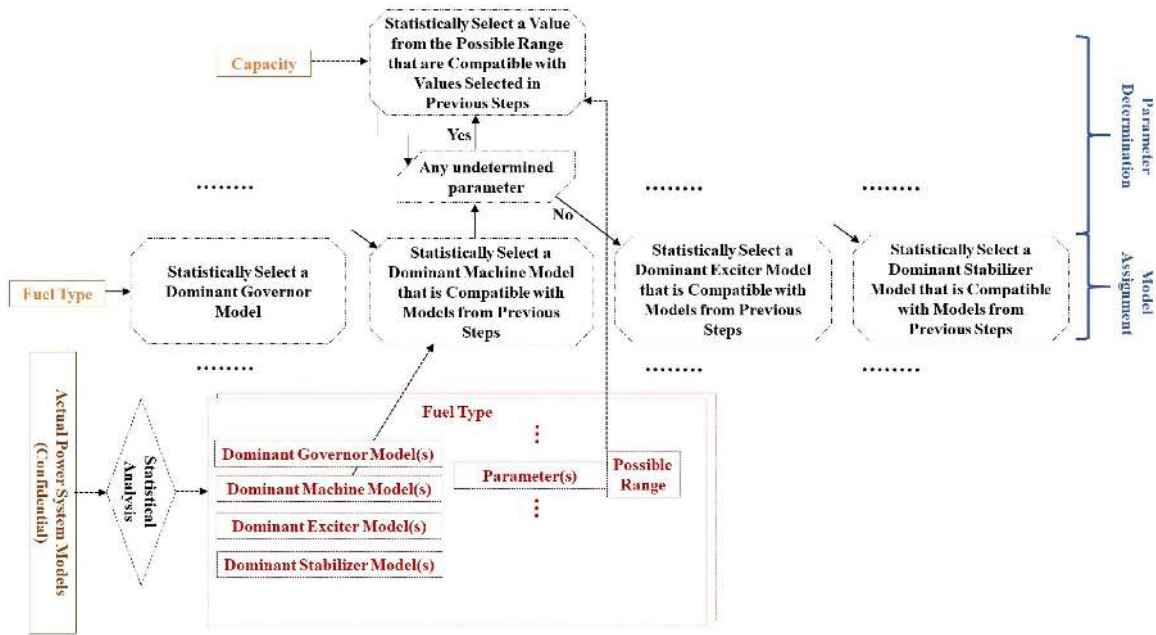 Statistically Select a Value
from the Possible Range
that are Compatible with
Values Selected in
Previous Steps
Capacity
Yes
Any undetermined
parameter
No
Parameter
Determination
........
........
........
Statistically Select a
Dominant Governor
Model
Statistically Select a
Dominant Machine Model
that is Compatible with
Models from Previous
Steps
Statistically Select a
Dominant Exciter Model
that is Compatible with
Models from Previous
Steps
Statistically Select a
Dominant Stabilizer
Model that is Compatible
with Models from
Previous Steps
Fuel Type
Model
Assignment
........
........
........
Actual Power System Models
(Confidential)
Statistical
Analysis
Fuel Type
Dominant Governor Model(s)
Dominant Machine Model(s)
Dominant Exciter Model(s)
Dominant Stabilizer Model(s)
Parameter(s)
Possible
Range